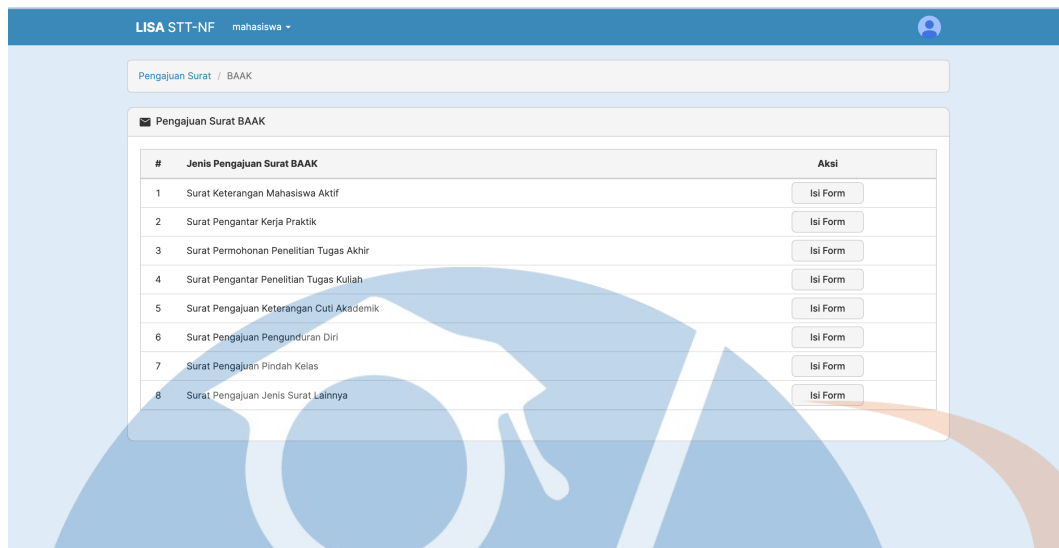 LISA STT-NF mahasiswa
Pengajuan Surat / BAAK
Pengajuan Surat BAAK
# Jenis Pengajuan Surat BAAK Aksi
1 Surat Keterangan Mahasiswa Aktif Isi Form
2 Surat Pengantar Kerja Praktik Isi Form
3 Surat Permohonan Penelitian Tugas Akhir Isi Form
4 Surat Pengantar Penelitian Tugas Kuliah Isi Form
5 Surat Pengajuan Keterangan Cuti Akademik Isi Form
6 Surat Pengajuan Pengunduran Diri Isi Form
7 Surat Pengajuan Pindah Kelas Isi Form
8 Surat Pengajuan Jenis Surat Lainnya Isi Form